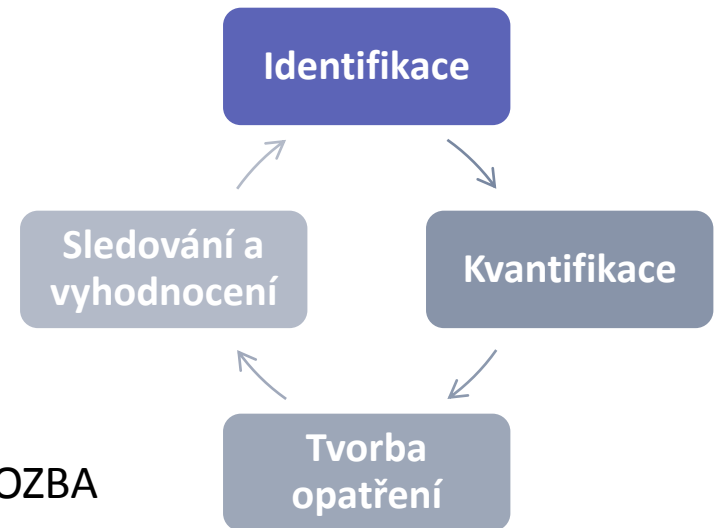 Identifikace
Sledování a
vyhodnocení
Kvantifikace
Tvorba
opatření
OZBA